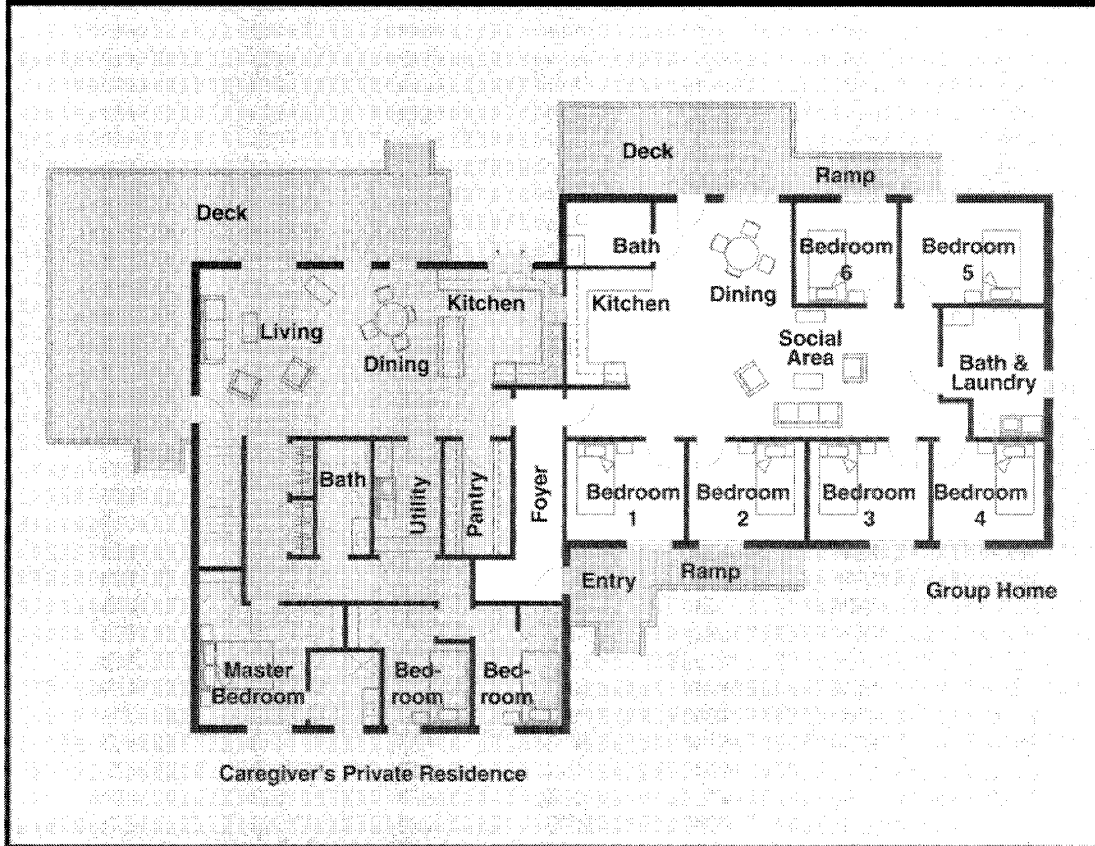 Deck
Ramp
Deck
Bath
Bedroom
6
Bedroom
5
Kitchen
Kitchen
Dining
Living
Dining
Social
Area
Bath &
Laundry
Bath
Utility
Pantry
Foyer
Bedroom
1
Bedroom
2
Bedroom
3
Bedroom
4
Entry
Ramp
Group Home
Master
Bedroom
Bed-
room
Bed-
room
Caregiver's Private Residence